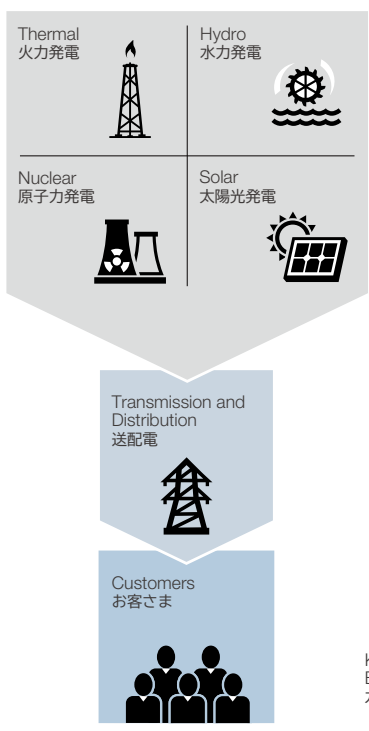 Thermal
火力発電
Hydro
水力発電
Nuclear
原子力発電
Solar
太陽光発電
Transmission and
Distribution
送配電
Customers
お客さま